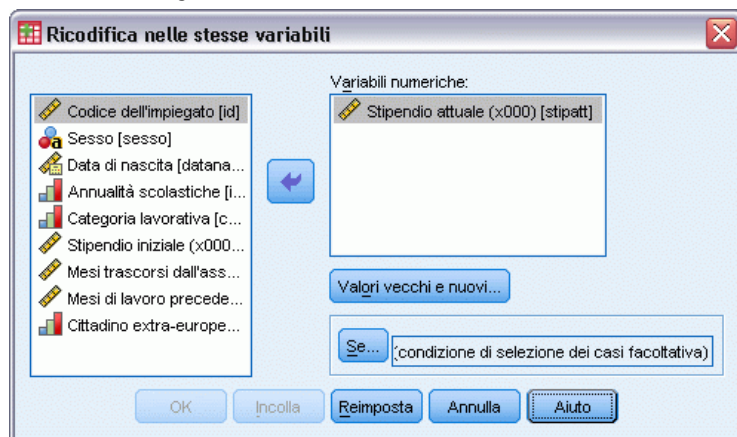 Ricodifica nelle stesse variabili
Variabili numeriche:
Codice dell'impiegato [id]
Sesso [sesso]
Data di nascita [datana...
Annualità scolastiche [i...
Categoria lavorativa [c...
Stipendio iniziale (x000...
Mesi trascorsi dall'ass...
Mesi di lavoro precede...
Cittadino extra-europe...
Stipendio attuale (x000) [stipatt]
Valori vecchi e nuovi...
Se... (condizione di selezione dei casi facoltativa)
OK Incolla Reimposta Annulla Aiuto